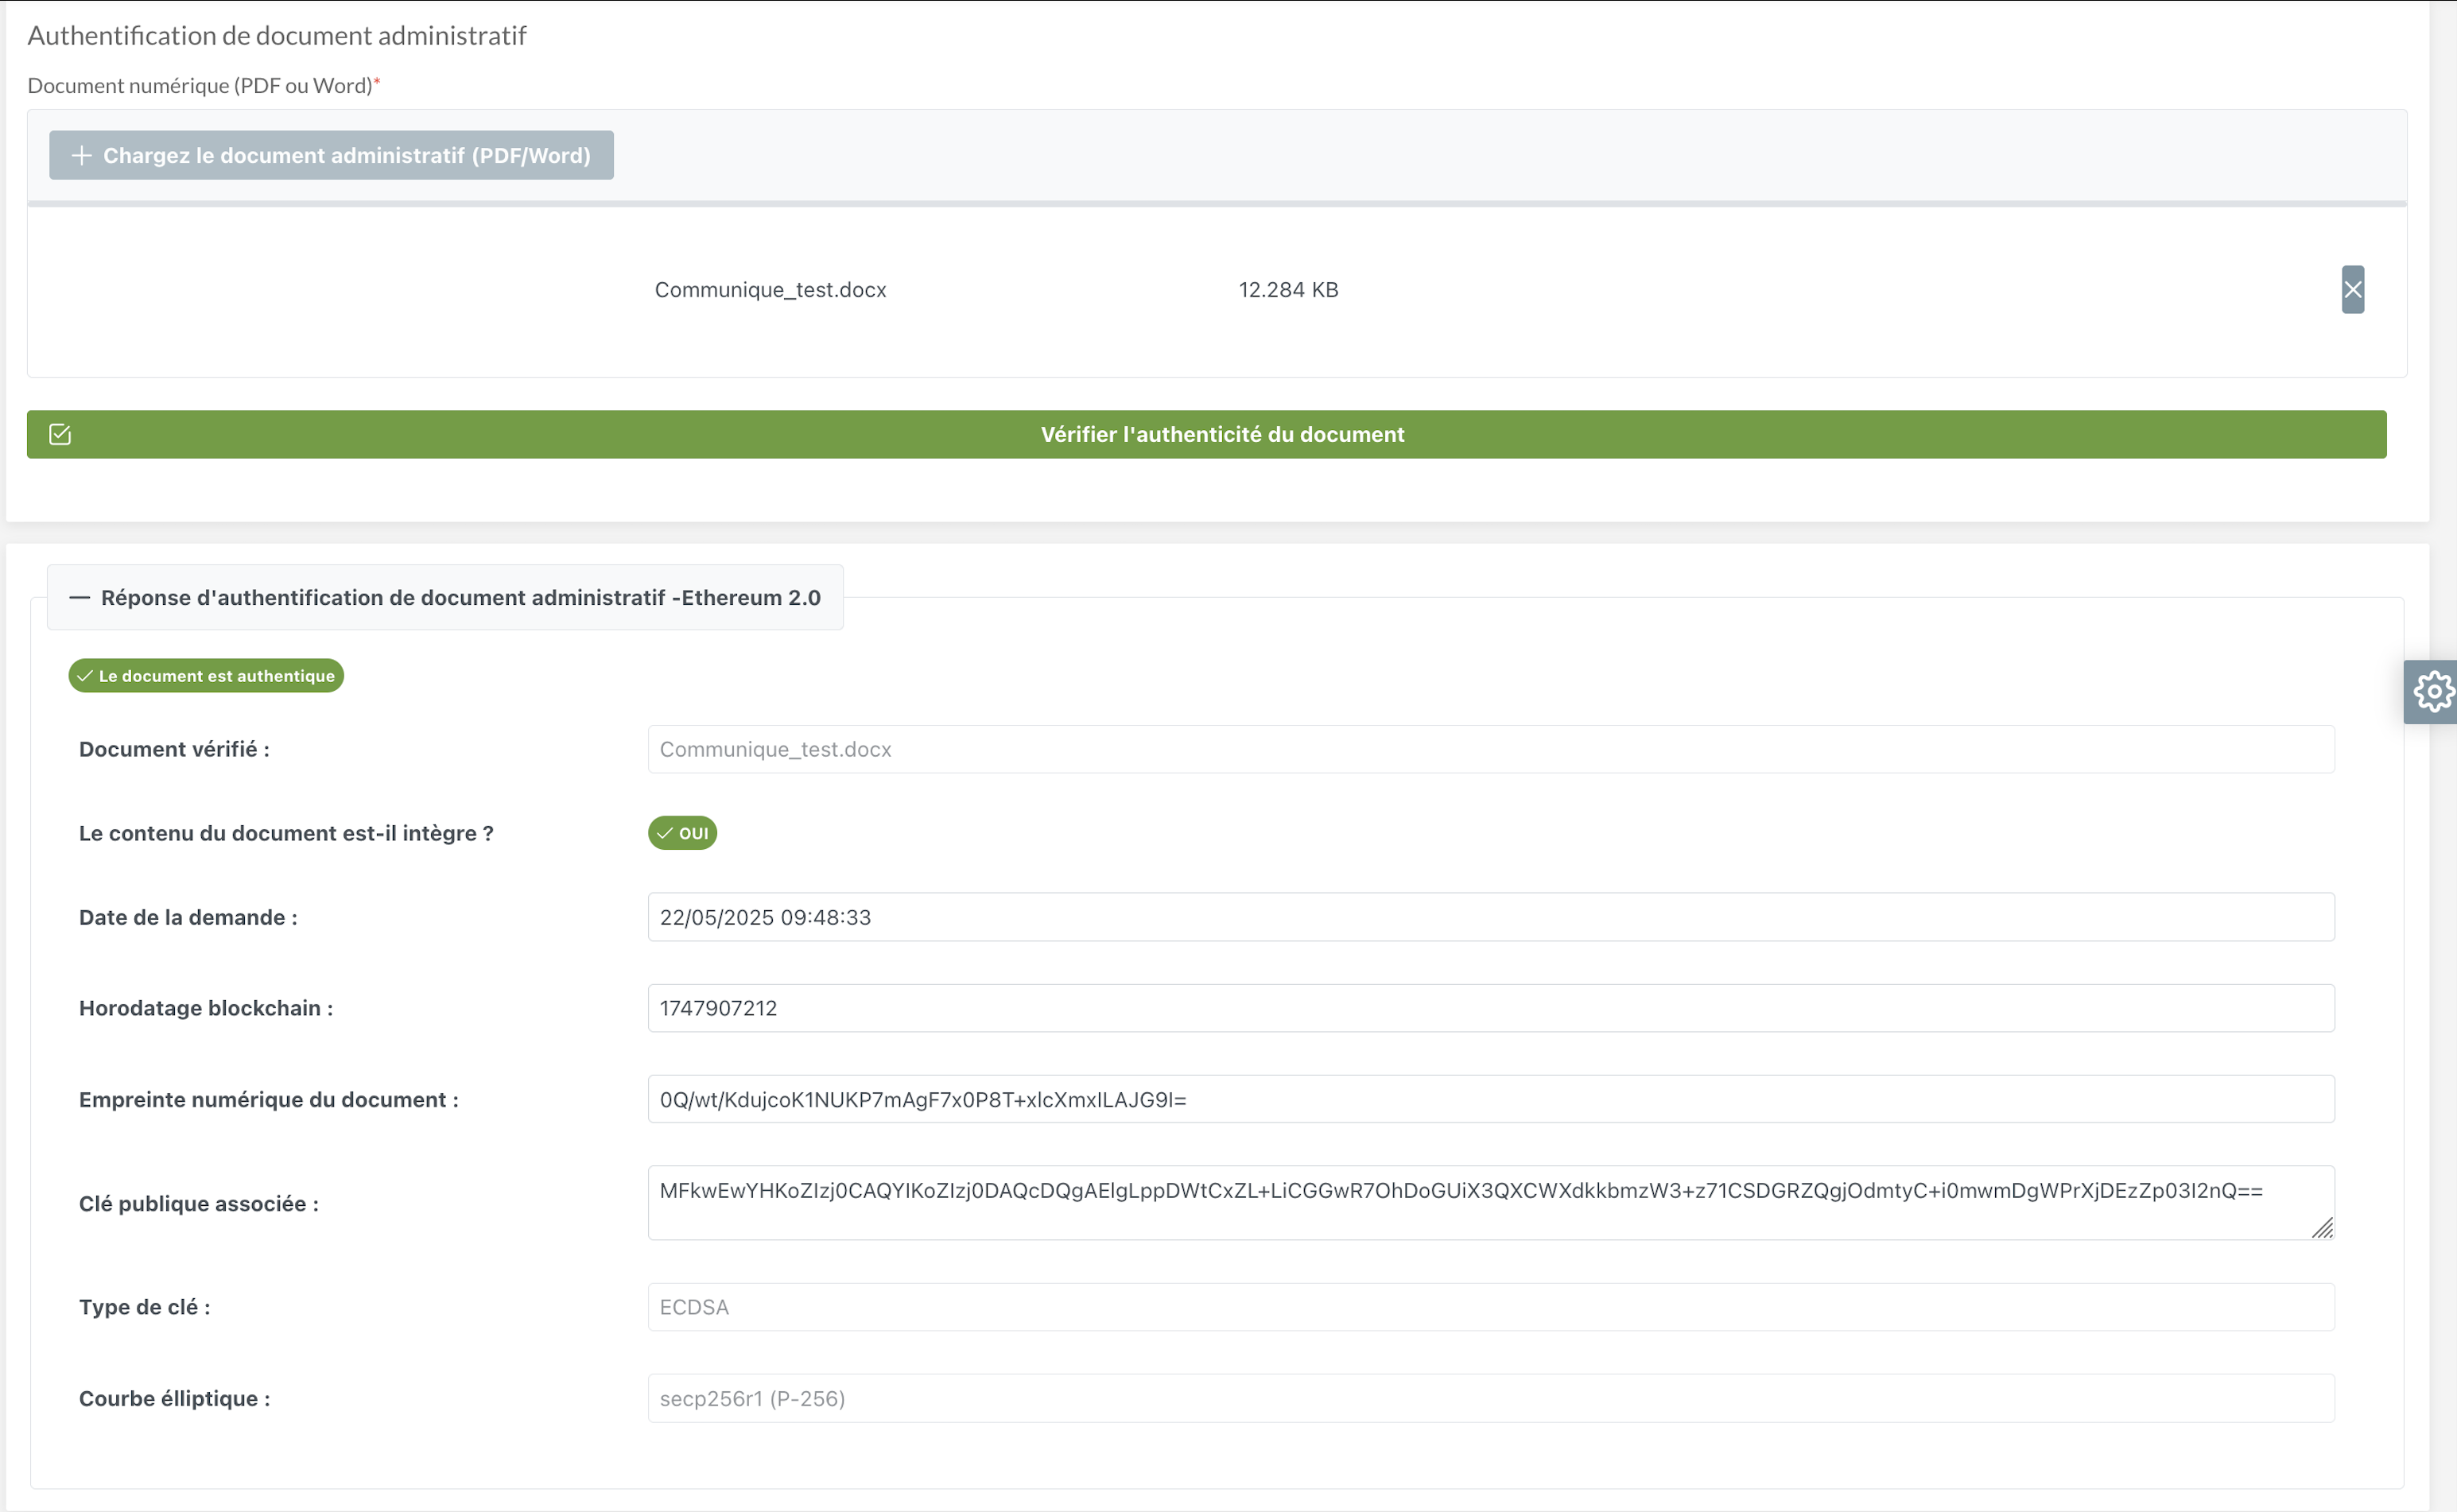 Authentification de document administratif
Document numérique (PDF ou Word)*
Chargez le document administratif (PDF/Word)
Communique_test.docx 12.284 KB
Vérifier l'authenticité du document
Réponse d'authentification de document administratif -Ethereum 2.0
Le document est authentique
Document vérifié : Communique_test.docx
Le contenu du document est-il intègre ? OUI
Date de la demande : 22/05/2025 09:48:33
Horodatage blockchain : 1747907212
Empreinte numérique du document : 0Q/wt/KdujcoK1NUKP7mAgF7x0P8T+xlcXmxILAJG9I=
Clé publique associée : MFkwEwYHKoZIzj0CAQYIKoZIzj0DAQcDQgAEIgLppDWtCxZL+LiCGGwR7OhDoGUiX3QXCWXdkkbmzW3+z71CSDGRZQgjOdmtyC+i0mwmDgWPrXjDEzZp03I2nQ==
Type de clé : ECDSA
Courbe élliptique : secp256r1 (P-256)